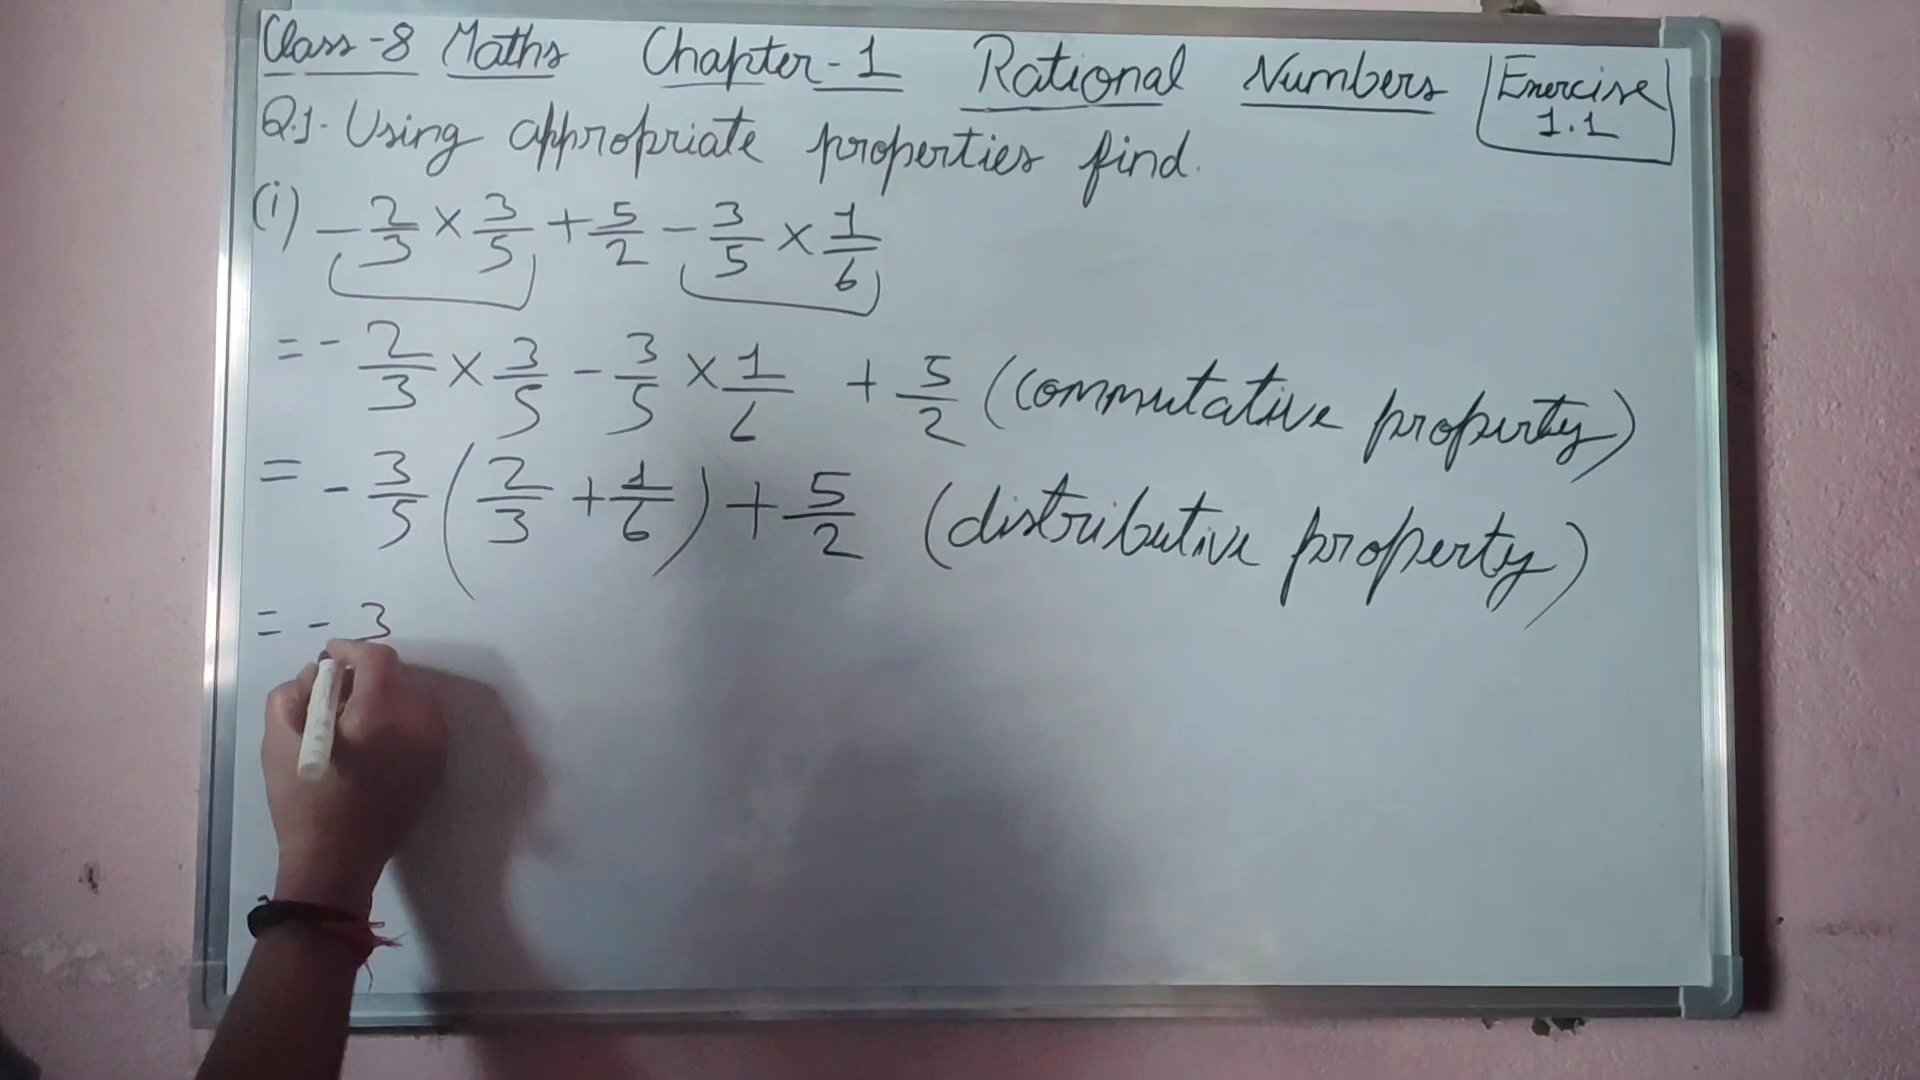 Class-8 Maths Chapter-1 Rational Numbers Exercise 1.1
Q.1. Using appropriate properties find.
(i) -2/3 × 3/5 + 5/2 - 3/5 × 1/6
= - 2/3 × 3/5 - 3/5 × 1/6 + 5/2 (commutative property)
= - 3/5 (2/3 + 1/6) + 5/2 (distributive property)
= - 3